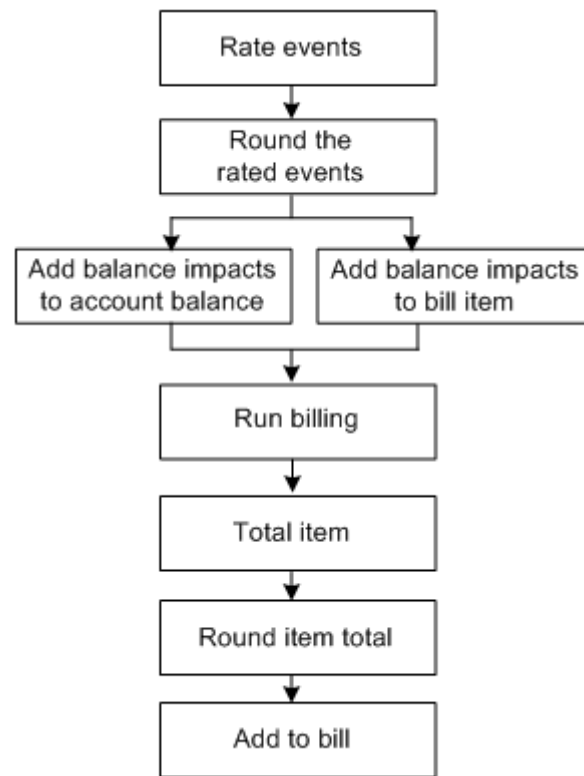 Rate events
Round the
rated events
Add balance impacts
to account balance
Add balance impacts
to bill item
Run billing
Total item
Round item total
Add to bill